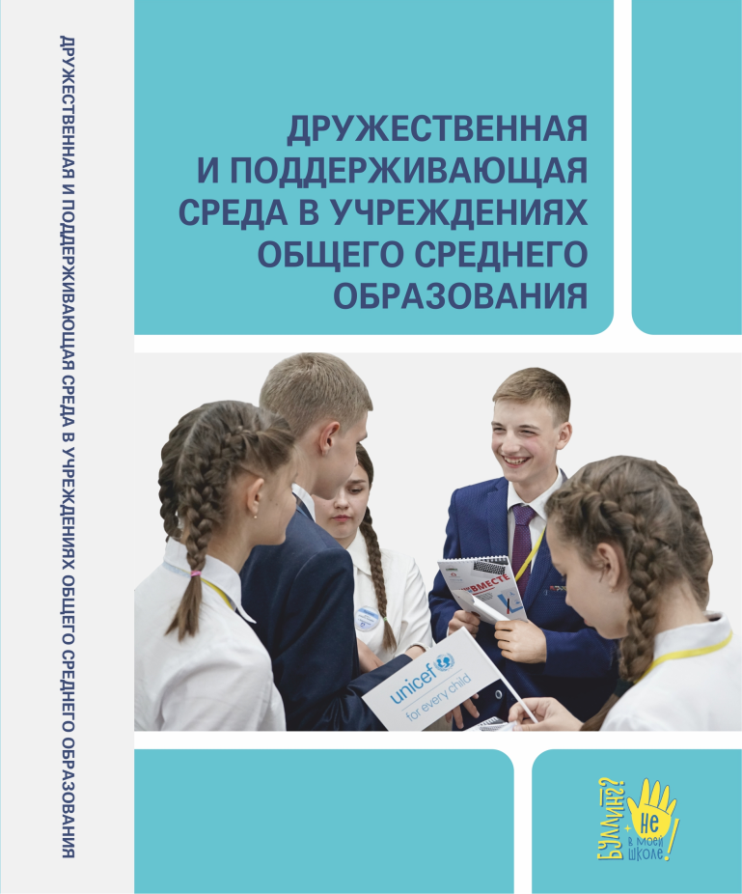 ДРУЖЕСТВЕННАЯ И ПОДДЕРЖИВАЮЩАЯ СРЕДА В УЧРЕЖДЕНИЯХ ОБЩЕГО СРЕДНЕГО ОБРАЗОВАНИЯ
ДРУЖЕСТВЕННАЯ
И ПОДДЕРЖИВАЮЩАЯ
СРЕДА В УЧРЕЖДЕНИЯХ
ОБЩЕГО СРЕДНЕГО
ОБРАЗОВАНИЯ
ВМЕСТЕ
unicef
for every child
БУЛЛИНГ?
Не
В МОЕЙ
ШКОЛЕ!